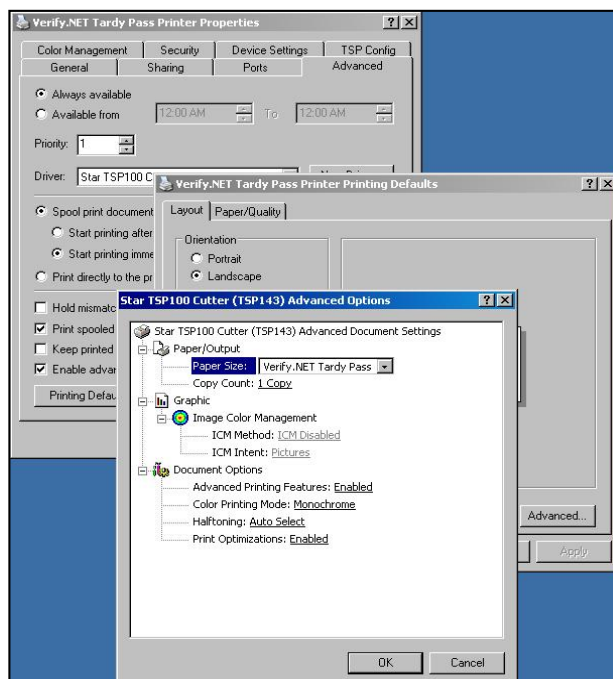 Verify.NET Tardy Pass Printer Properties
Color Management Security Device Settings TSP Config
General Sharing Ports Advanced
Always available
Available from 12:00 AM To 12:00 AM
Priority: 1
Driver: Star TSP100 C
Verify.NET Tardy Pass Printer Printing Defaults
Layout Paper/Quality
Spool print document
Start printing after
Start printing imme
Print directly to the pr
Orientation
Portrait
Landscape
Hold mismatc
Print spooled
Keep printed
Enable advan
Printing Defau
Star TSP100 Cutter (TSP143) Advanced Options
Star TSP100 Cutter (TSP143) Advanced Document Settings
Paper/Output
Paper Size: Verify.NET Tardy Pass
Copy Count: 1 Copy
Graphic
Image Color Management
ICM Method: ICM Disabled
ICM Intent: Pictures
Document Options
Advanced Printing Features: Enabled
Color Printing Mode: Monochrome
Halftoning: Auto Select
Print Optimizations: Enabled
Advanced...
Apply
OK Cancel